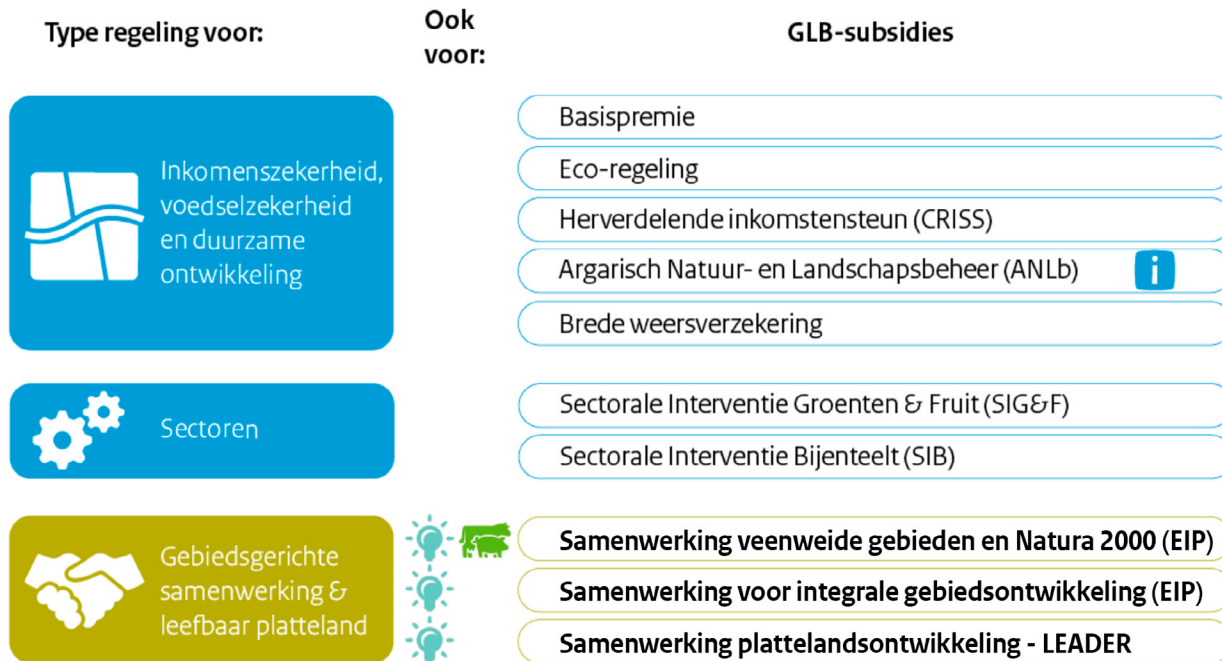 Type regeling voor:
Ook
voor:
GLB-subsidies
Inkomenszekerheid,
voedselzekerheid
en duurzame
ontwikkeling
Basispremie
Eco-regeling
Herverdelende inkomstensteun (CRISS)
Argarisch Natuur- en Landschapsbeheer (ANLb)
i
Brede weersverzekering
Sectoren
Sectorale Interventie Groenten & Fruit (SIG&F)
Sectorale Interventie Bijenteelt (SIB)
Gebiedsgerichte
samenwerking &
leefbaar platteland
Samenwerking veenweide gebieden en Natura 2000 (EIP)
Samenwerking voor integrale gebiedsontwikkeling (EIP)
Samenwerking plattelandsontwikkeling - LEADER